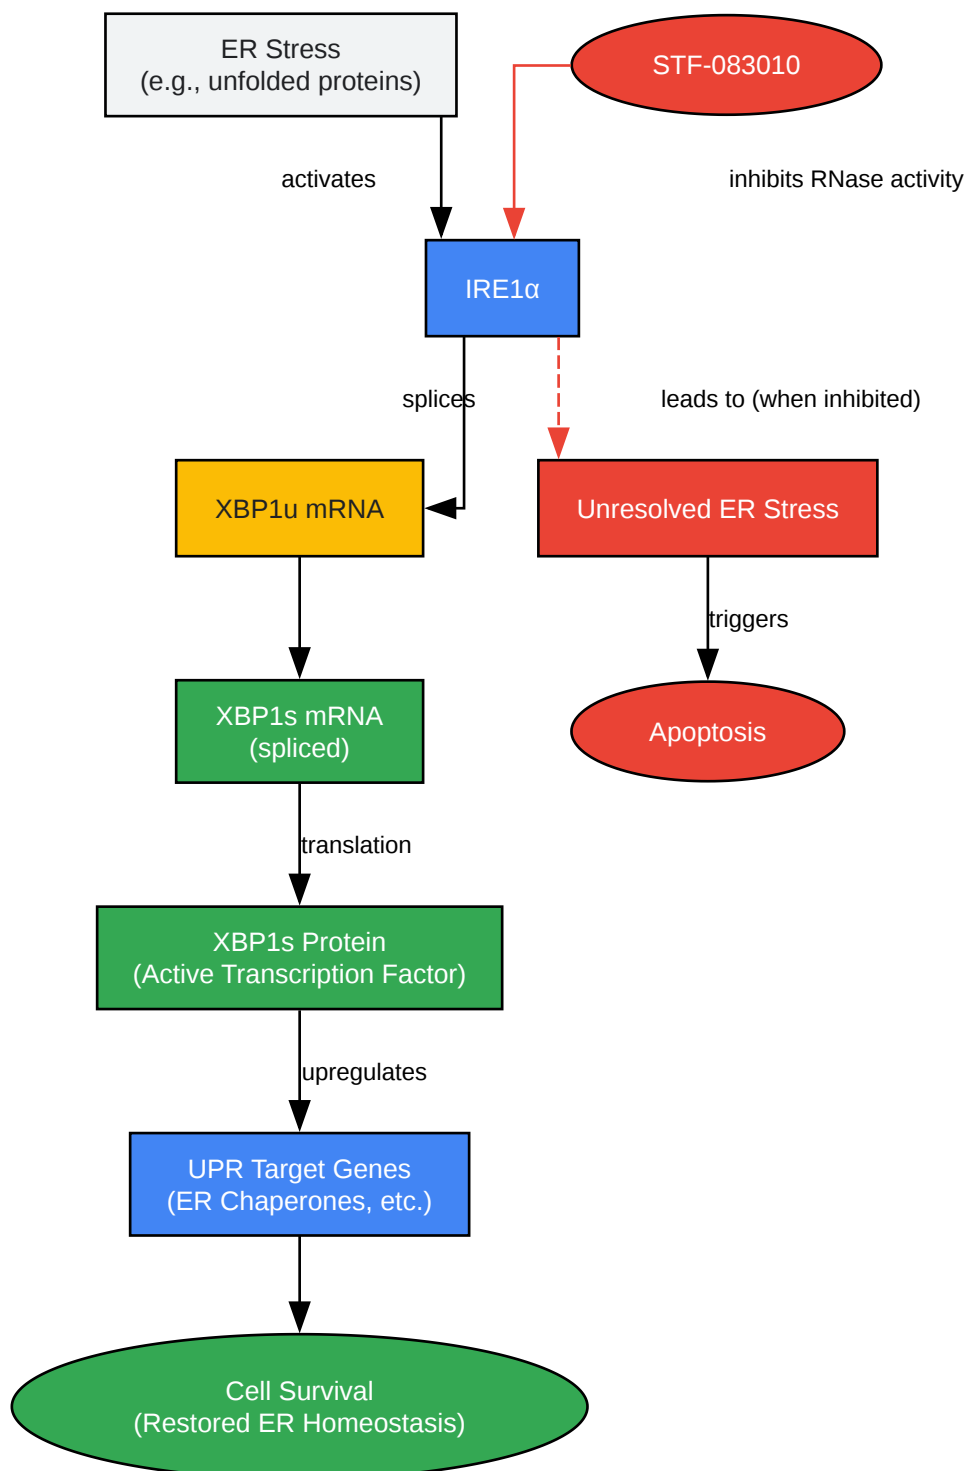 ER Stress
(e.g., unfolded proteins)
STF-083010
activates
inhibits RNase activity
IRE1α
splices
leads to (when inhibited)
XBP1u mRNA
Unresolved ER Stress
triggers
XBP1s mRNA
(spliced)
Apoptosis
translation
XBP1s Protein
(Active Transcription Factor)
upregulates
UPR Target Genes
(ER Chaperones, etc.)
Cell Survival
(Restored ER Homeostasis)